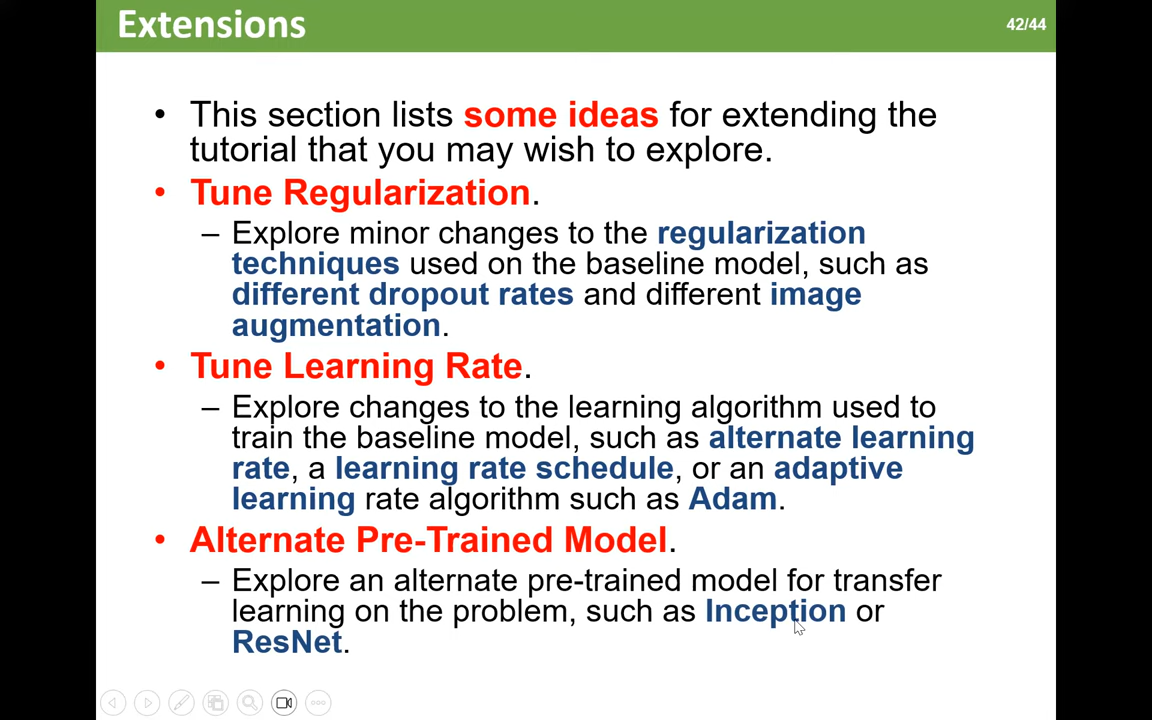 Extensions
42/44
• This section lists some ideas for extending the
tutorial that you may wish to explore.
• Tune Regularization.
– Explore minor changes to the regularization
techniques used on the baseline model, such as
different dropout rates and different image
augmentation.
• Tune Learning Rate.
– Explore changes to the learning algorithm used to
train the baseline model, such as alternate learning
rate, a learning rate schedule, or an adaptive
learning rate algorithm such as Adam.
• Alternate Pre-Trained Model.
– Explore an alternate pre-trained model for transfer
learning on the problem, such as Inception or
ResNet.